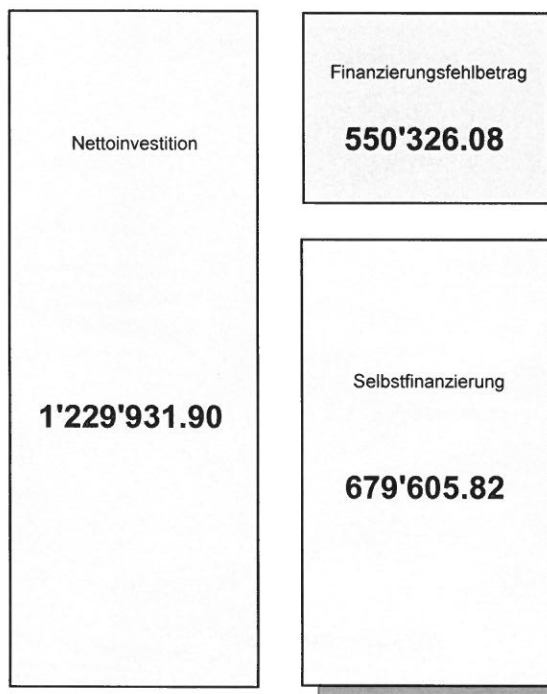 Nettoinvestition
1'229'931.90
Finanzierungsfehlbetrag
550'326.08
Selbstfinanzierung
679'605.82